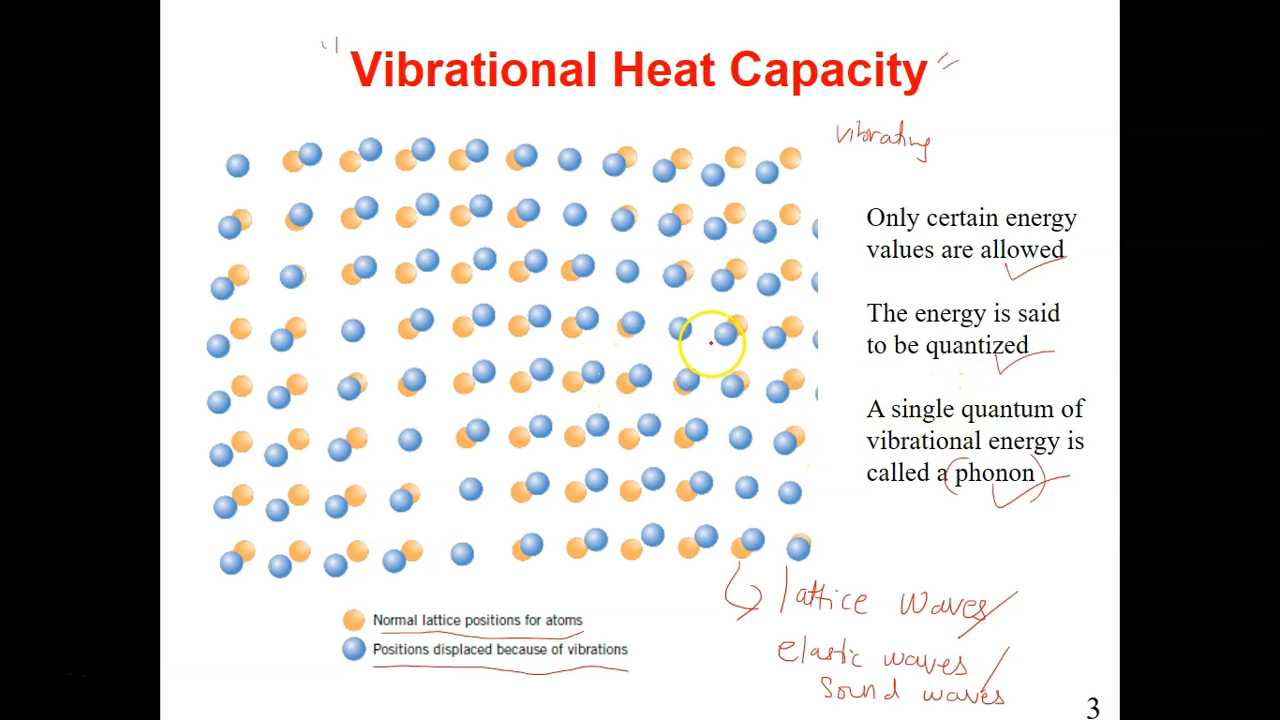 "Vibrational Heat Capacity"
vibrating
Only certain energy
values are allowed
The energy is said
to be quantized
A single quantum of
vibrational energy is
called a (phonon)
lattice waves
elastic waves
sound waves
Normal lattice positions for atoms
Positions displaced because of vibrations
3